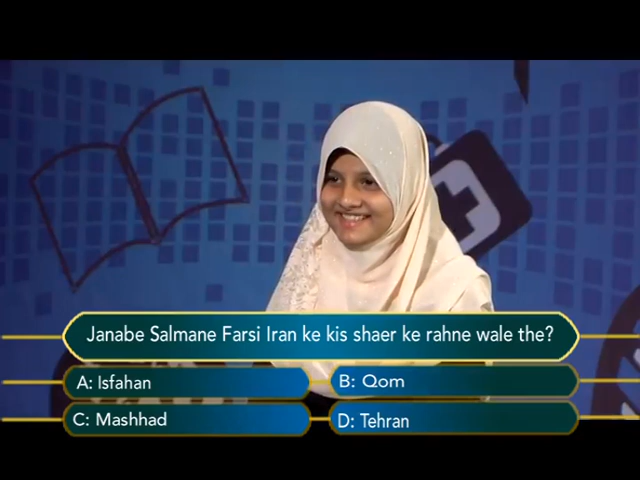 Janabe Salmane Farsi Iran ke kis shaer ke rahne wale the?
A: Isfahan
B: Qom
C: Mashhad
D: Tehran